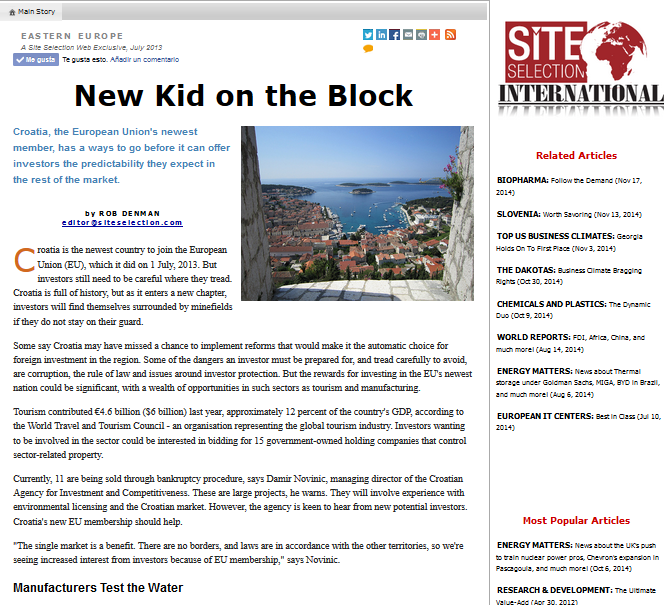 Main Story
EASTERN EUROPE
A Site Selection Web Exclusive, July 2013
Me gusta Te gusta esto. Añadir un comentario
New Kid on the Block
Croatia, the European Union's newest
member, has a ways to go before it can offer
investors the predictability they expect in
the rest of the market.
by ROB DENMAN
editor@siteselection.com
Croatia is the newest country to join the European
Union (EU), which it did on 1 July, 2013. But
investors still need to be careful where they tread.
Croatia is full of history, but as it enters a new chapter,
investors will find themselves surrounded by minefields
if they do not stay on their guard.
Some say Croatia may have missed a chance to implement reforms that would make it the automatic choice for
foreign investment in the region. Some of the dangers an investor must be prepared for, and tread carefully to avoid,
are corruption, the rule of law and issues around investor protection. But the rewards for investing in the EU's newest
nation could be significant, with a wealth of opportunities in such sectors as tourism and manufacturing.
Tourism contributed €4.6 billion ($6 billion) last year, approximately 12 percent of the country's GDP, according to
the World Travel and Tourism Council - an organisation representing the global tourism industry. Investors wanting
to be involved in the sector could be interested in bidding for 15 government-owned holding companies that control
sector-related property.
Currently, 11 are being sold through bankruptcy procedure, says Damir Novinic, managing director of the Croatian
Agency for Investment and Competitiveness. These are large projects, he warns. They will involve experience with
environmental licensing and the Croatian market. However, the agency is keen to hear from new potential investors.
Croatia's new EU membership should help.
"The single market is a benefit. There are no borders, and laws are in accordance with the other territories, so we're
seeing increased interest from investors because of EU membership," says Novinic.
Manufacturers Test the Water
SITE
SELECTION
INTERNATIONAL
Related Articles
BIOPHARMA: Follow the Demand (Nov 17,
2014)
SLOVENIA: Worth Savoring (Nov 13, 2014)
TOP US BUSINESS CLIMATES: Georgia
Holds On To First Place (Nov 3, 2014)
THE DAKOTAS: Business Climate Bragging
Rights (Oct 30, 2014)
CHEMICALS AND PLASTICS: The Dynamic
Duo (Oct 9, 2014)
WORLD REPORTS: FDI, Africa, China, and
much more! (Aug 14, 2014)
ENERGY MATTERS: News about Thermal
storage under Goldman Sachs, MIGA, BYD in Brazil,
and much more! (Aug 6, 2014)
EUROPEAN IT CENTERS: Best in Class (Jul 10,
2014)
Most Popular Articles
ENERGY MATTERS: News about the UK's push
to train nuclear power pros, Chevron's expansion in
Pascagoula, and much more! (Oct 6, 2014)
RESEARCH & DEVELOPMENT: The Ultimate
Value-Add (Apr 30, 2012)